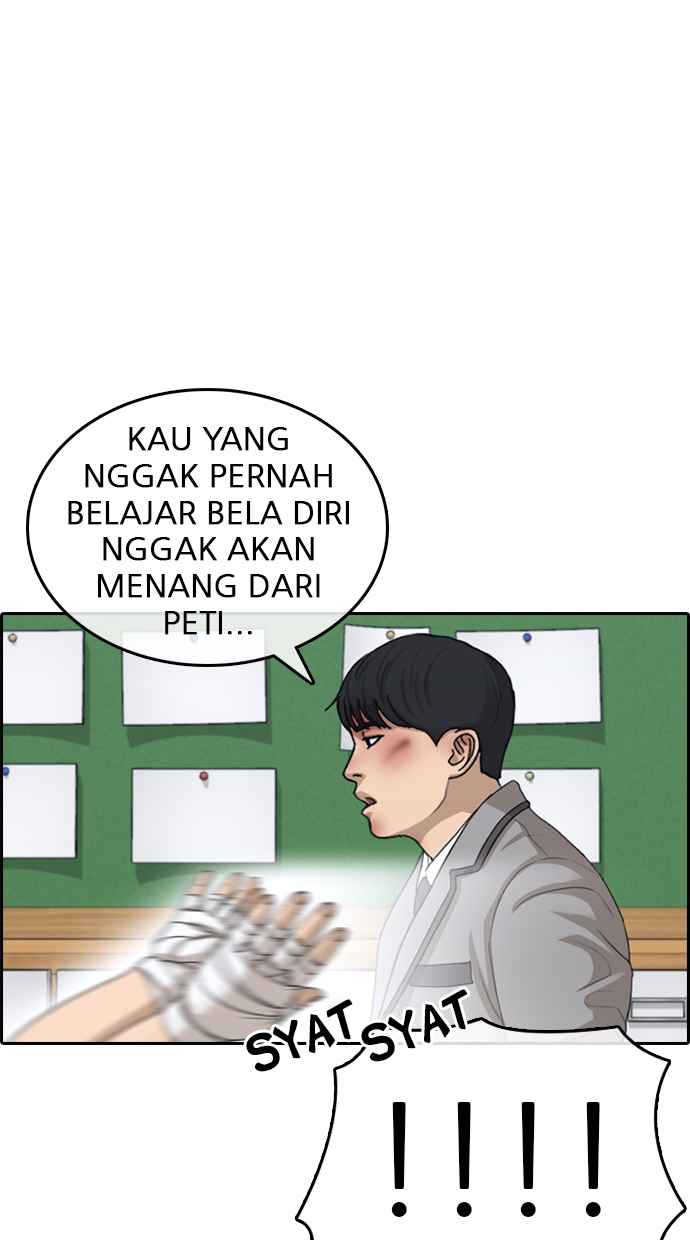 KAU YANG
NGGAK PERNAH
BELAJAR BELA DIRI
NGGAK AKAN
MENANG DARI
PETI...
SYAT
SYAT
!!!!